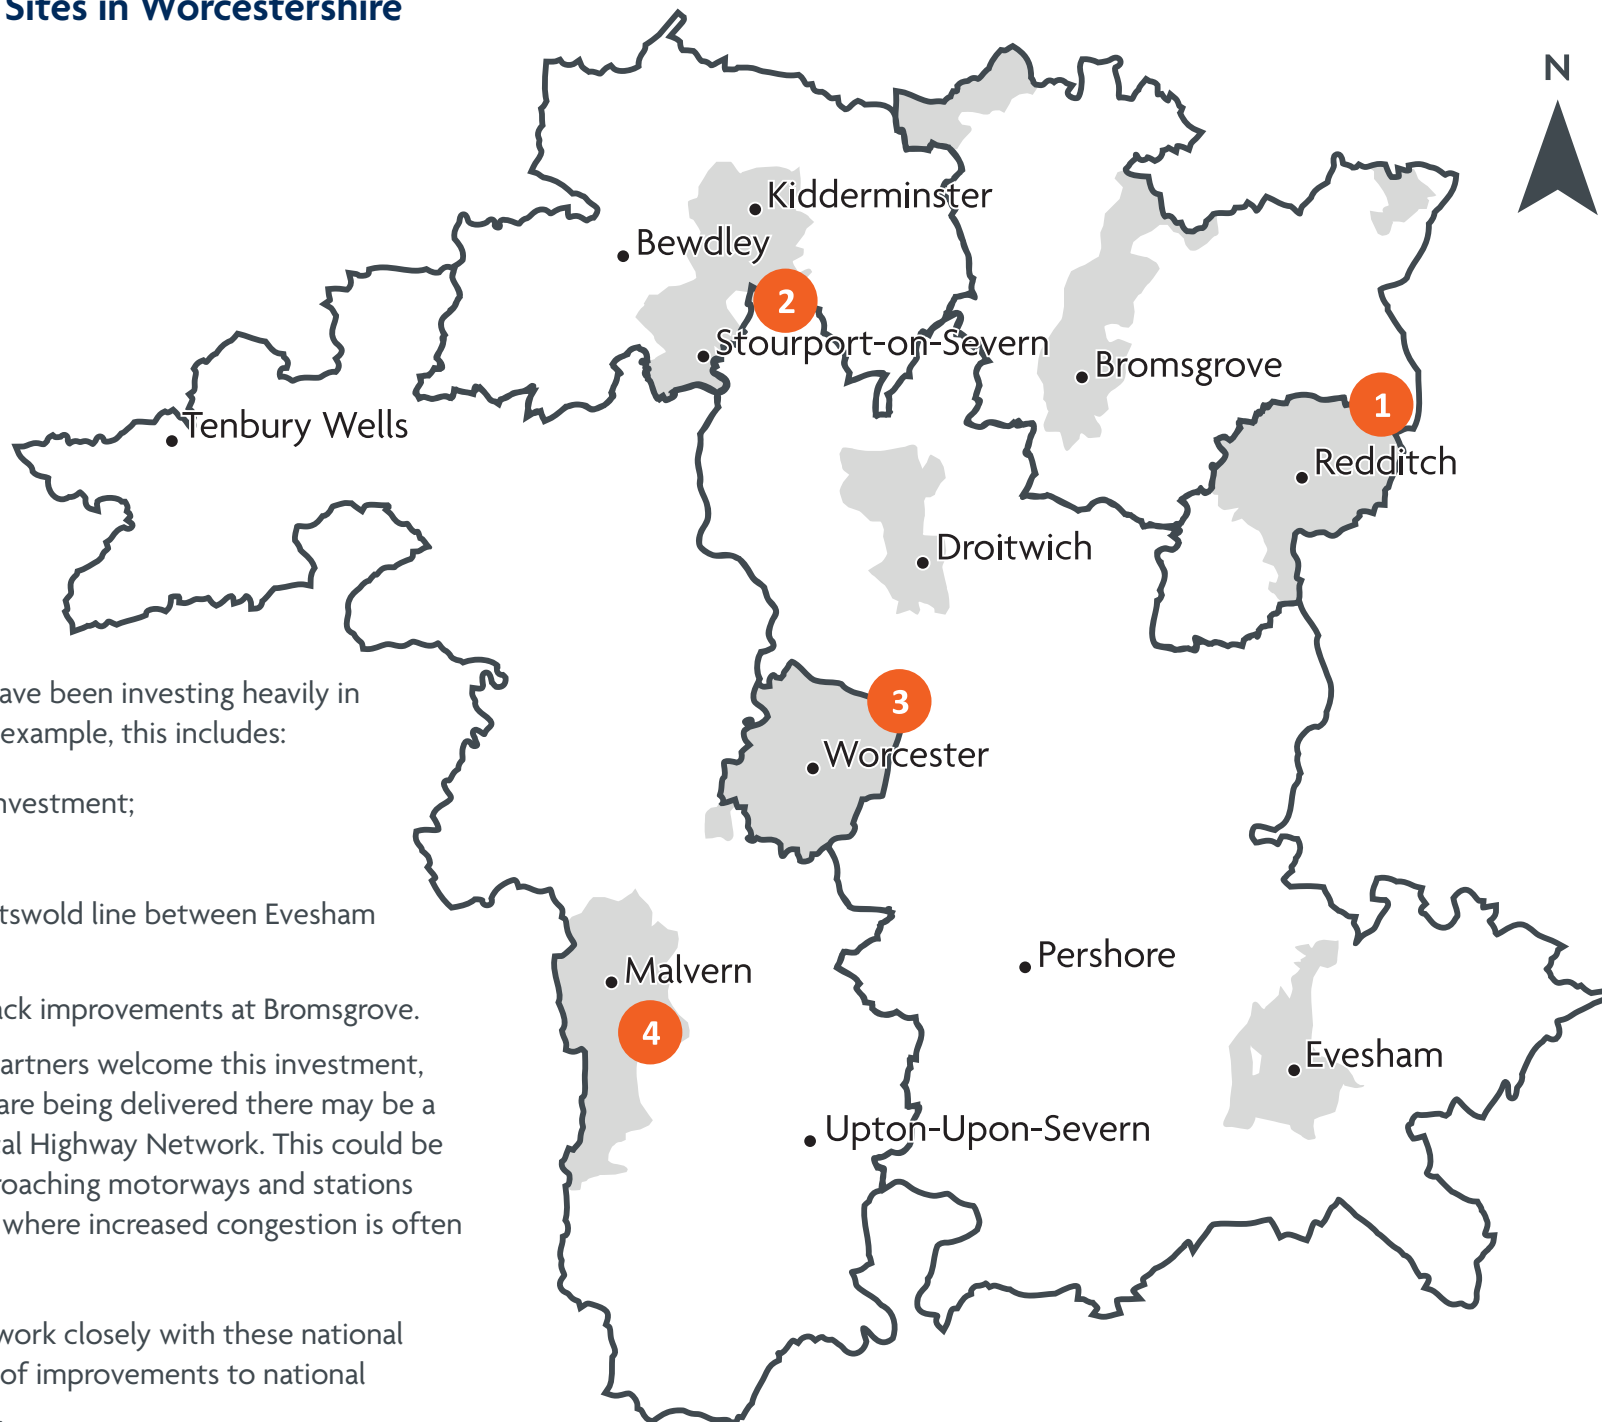 Sites in Worcestershire
N
Kidderminster
Bewdley
2
Stourport-on-Severn
Bromsgrove
1
Tenbury Wells
Redditch
Droitwich
3
Worcester
Malvern
4
Pershore
Evesham
Upton-Upon-Severn
ave been investing heavily in
example, this includes:
nvestment;
tswold line between Evesham
ack improvements at Bromsgrove.
artners welcome this investment,
are being delivered there may be a
cal Highway Network. This could be
roaching motorways and stations
where increased congestion is often
work closely with these national
of improvements to national